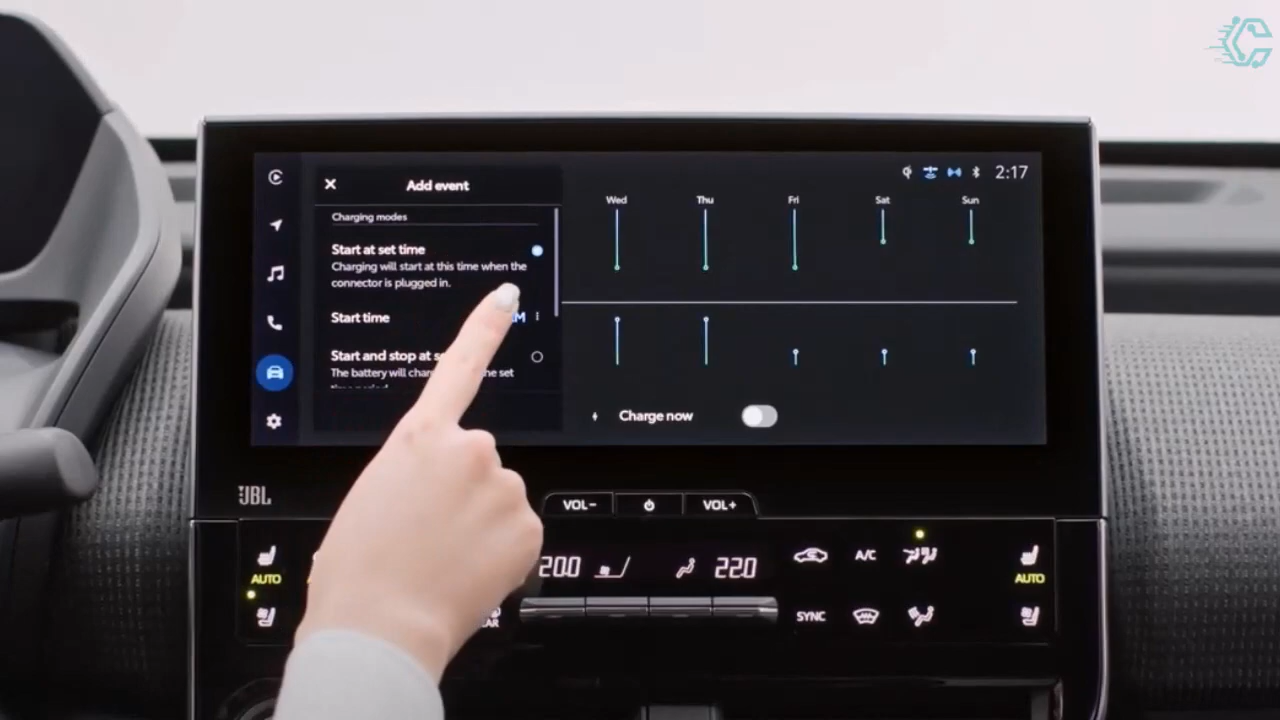 2:17
Add event
Charging modes
Start at set time
Charging will start at this time when the
connector is plugged in.
Start time
M
Start and stop at
The battery will the set
Wed Thu Fri Sat Sun
Charge now
JBL
VOL- VOL+
AUTO
20.0
22.0
A/C
AUTO
SYNC